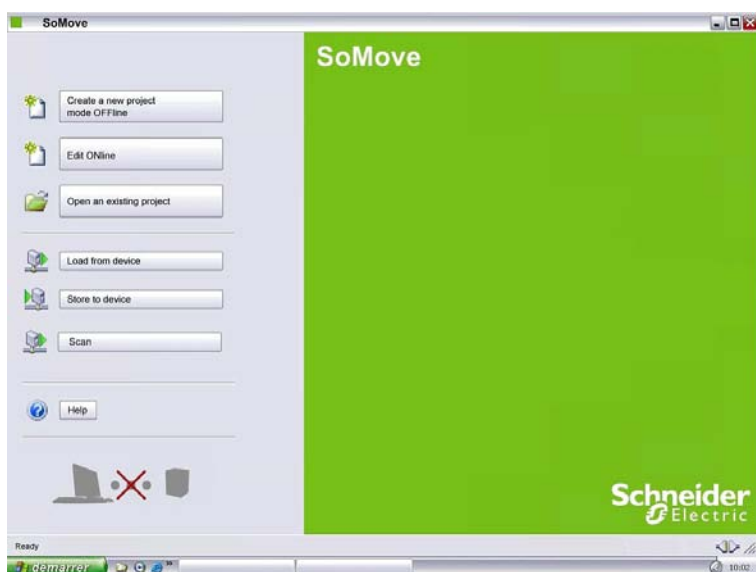 SoMove
SoMove
Create a new project
mode OFFline
Edit ONline
Open an existing project
Load from device
Store to device
Scan
Help
Schneider
Electric
Ready
démarrer
10:02